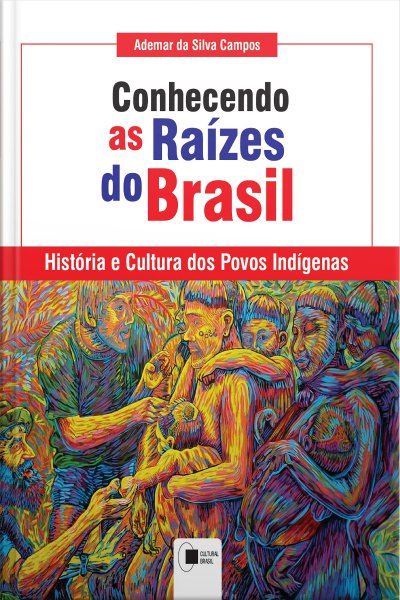 Ademar da Silva Campos
Conhecendo
as Raízes
do Brasil
História e Cultura dos Povos Indígenas
CULTURAL
BRASIL